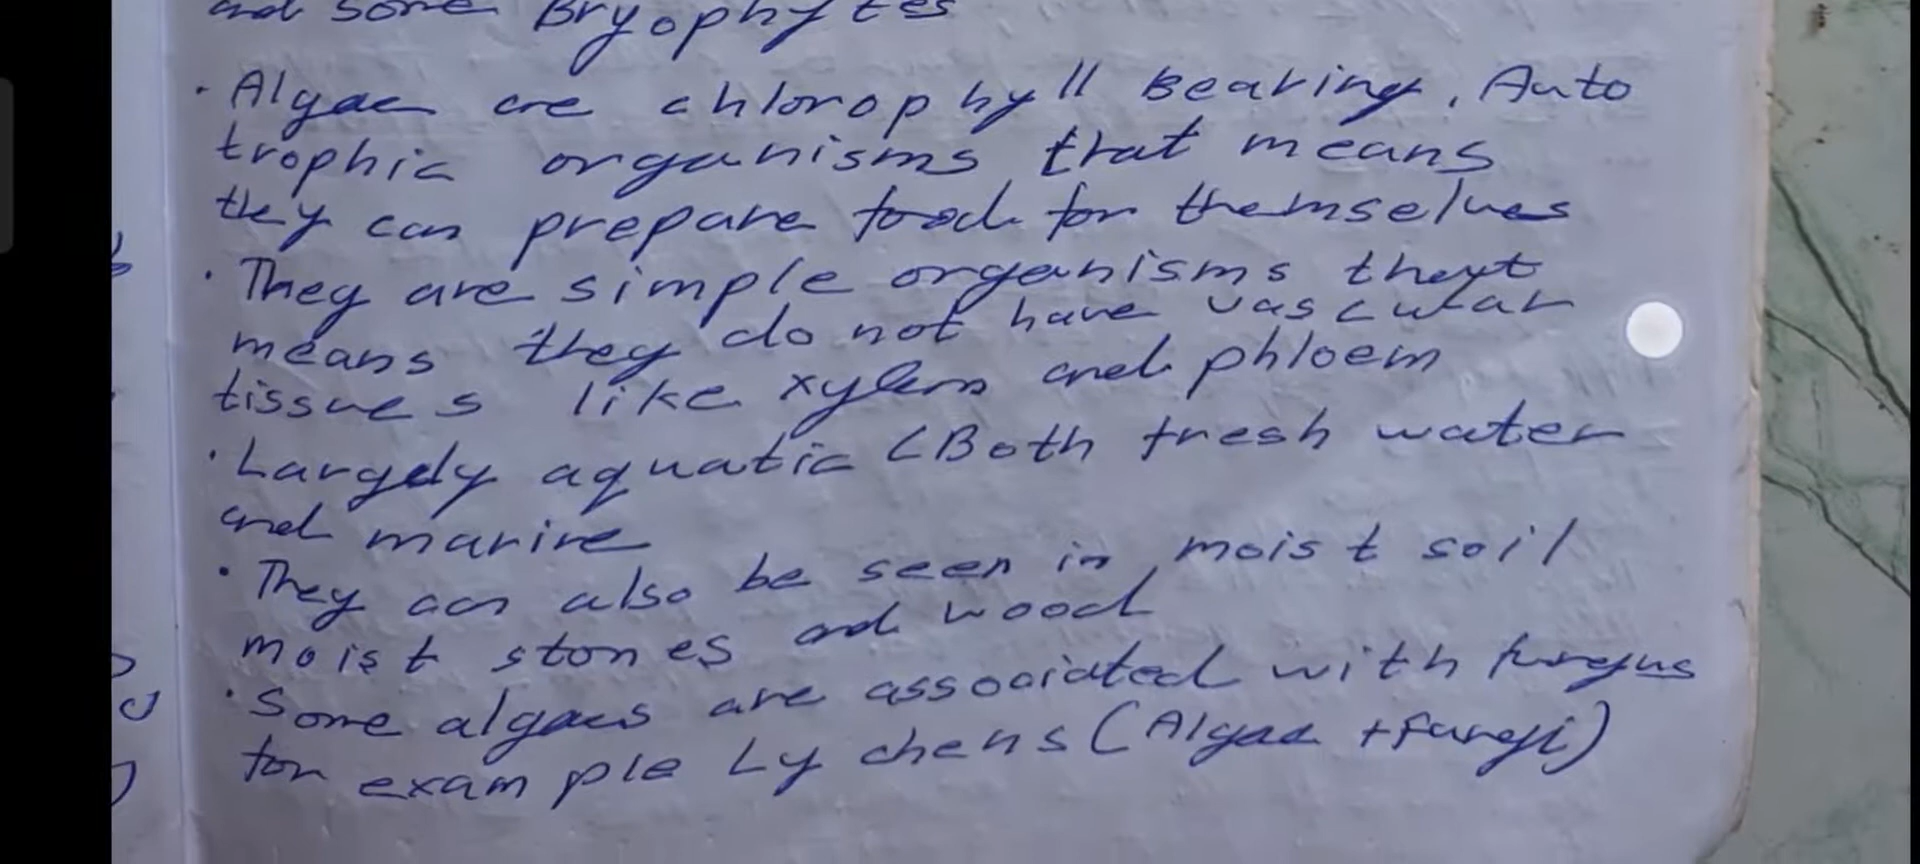 and some Bryophytes
· Algae are chlorophyll Bearing, Auto
trophic organisms that means
they can prepare food for themselves
· They are simple organisms that
means they do not have vascular
tissues like xylem and phloem
· Largely aquatic (Both fresh water
and marine
· They can also be seen in moist soil
moist stones and wood
· Some algaes are associated with fungus
for example Lychens (Algae + Fungi)